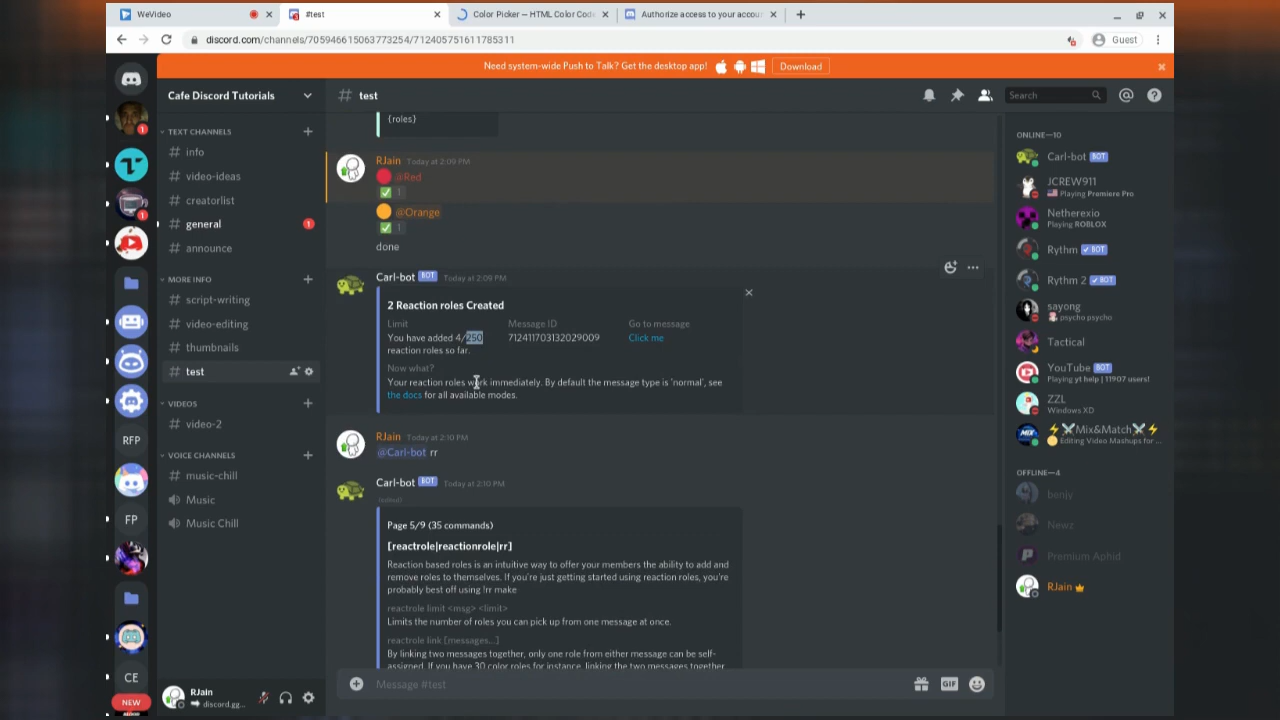 WeVideo
#test
Color Picker — HTML Color Cod
Authorize access to your accou
discord.com/channels/705946615063773254/712405751611785311
Guest
Need system-wide Push to Talk? Get the desktop app!
Download
Cafe Discord Tutorials
# test
Search
TEXT CHANNELS
# info
# video-ideas
# creatorlist
# general
1
# announce
MORE INFO
# script-writing
# video-editing
# thumbnails
# test
VIDEOS
# video-2
VOICE CHANNELS
# music-chill
Music
Music Chill
1
1
RFP
FP
CE
NEW
RJain
discord.gg...
{roles}
RJain Today at 2:09 PM
@Red
1
@Orange
1
done
Carl-bot BOT Today at 2:09 PM
2 Reaction roles Created
Limit
You have added 4/250
reaction roles so far.
Message ID
712411703132029009
Go to message
Click me
Now what?
Your reaction roles work immediately. By default the message type is 'normal', see
the docs for all available modes.
RJain Today at 2:10 PM
@Carl-bot rr
Carl-bot BOT Today at 2:10 PM
(edited)
Page 5/9 (35 commands)
[reactrole|reactionrole|rr]
Reaction based roles is an intuitive way to offer your members the ability to add and
remove roles to themselves. If you're just getting started using reaction roles, you're
probably best off using !rr make
reactrole limit <msg> <limit>
Limits the number of roles you can pick up from one message at once.
reactrole link [messages...]
By linking two messages together, only one role from either message can be self-
assigned. If you have 30 color roles for instance, linking the two messages together
Message #test
GIF
ONLINE—10
Carl-bot BOT
JCREW911
Playing Premiere Pro
Netherexio
Playing ROBLOX
Rythm BOT
Rythm 2 BOT
sayong
psycho psycho
Tactical
YouTube BOT
Playing yt help | 11907 users!
ZZL
Windows XD
Mix&Match
Editing Video Mashups for ...
OFFLINE—4
benjy
Newz
Premium Aphid
RJain